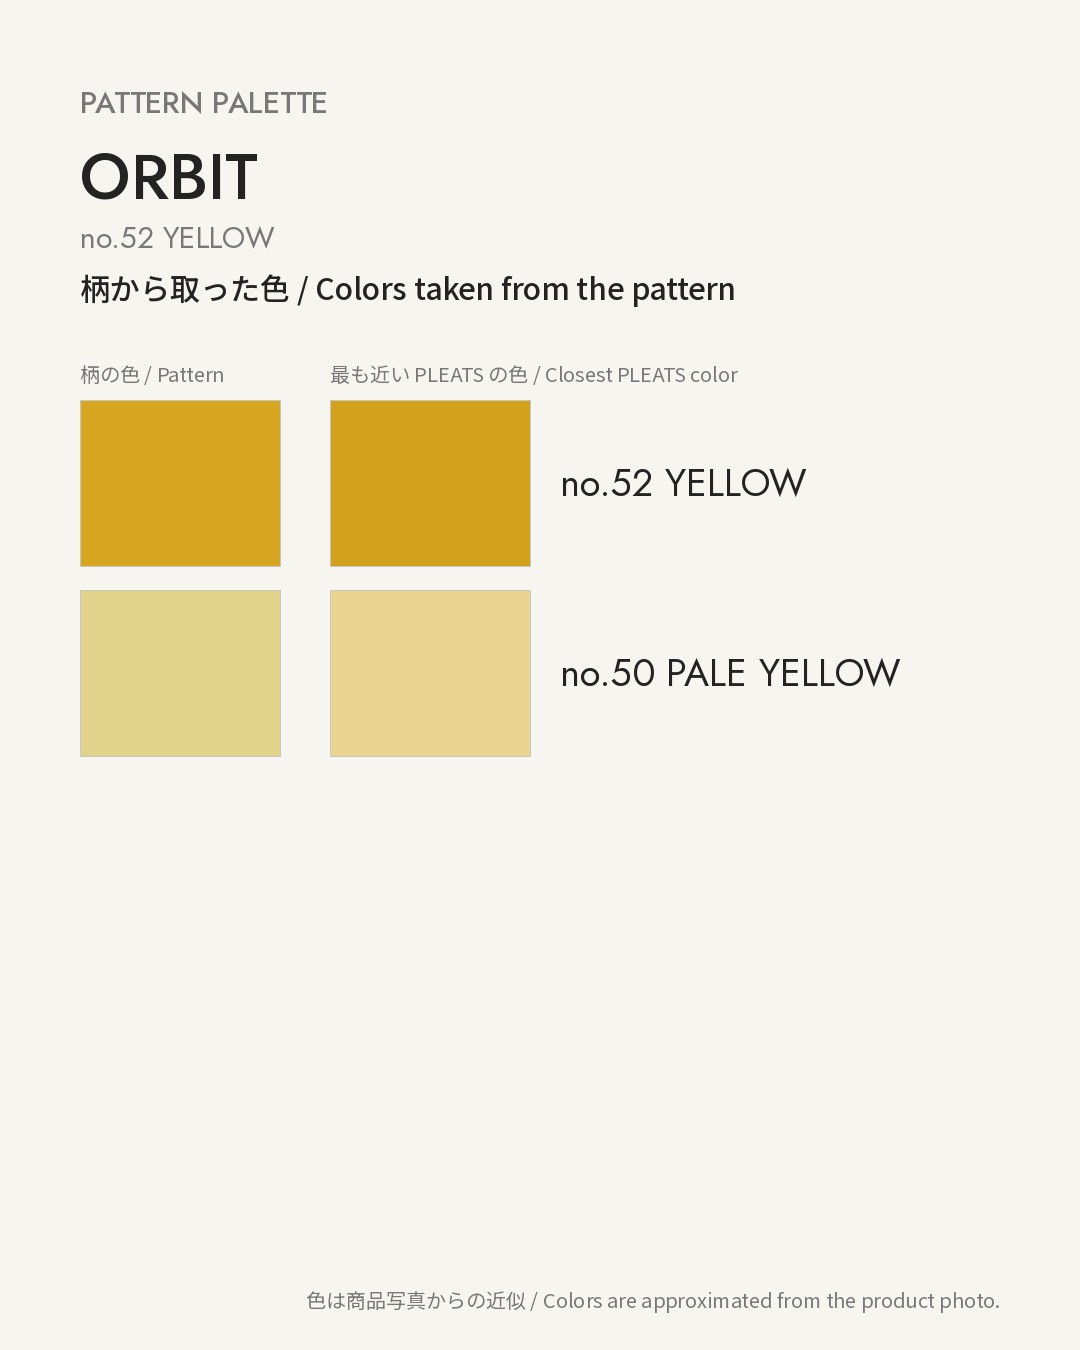 PATTERN PALETTE
ORBIT
no.52 YELLOW
柄から取った色 / Colors taken from the pattern
柄の色 / Pattern
最も近い PLEATS の色 / Closest PLEATS color
no.52 YELLOW
no.50 PALE YELLOW
色は商品写真からの近似 / Colors are approximated from the product photo.